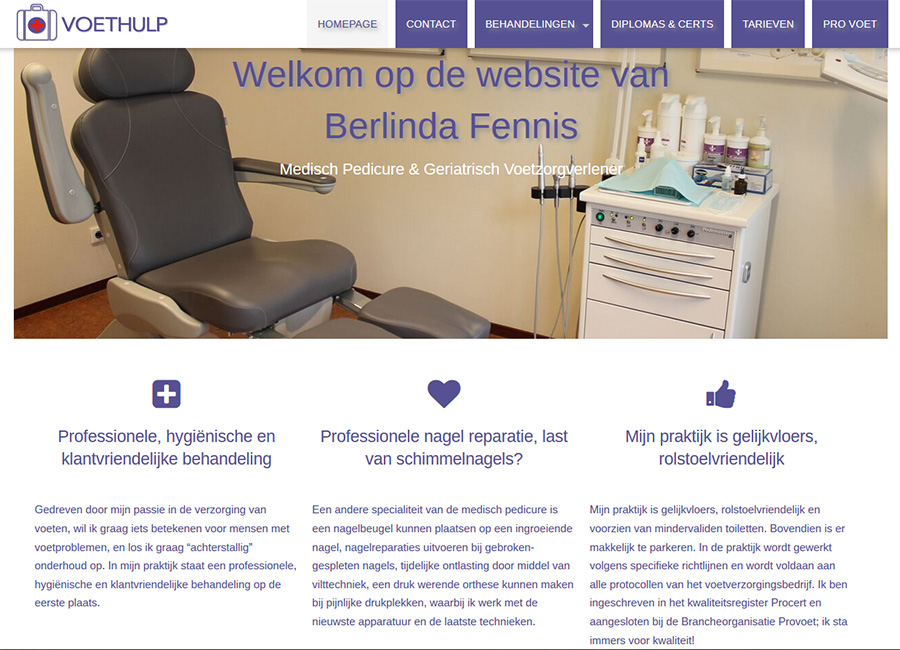 VOETHULP
HOMEPAGE
CONTACT
BEHANDELINGEN
DIPLOMAS & CERTS
TARIEVEN
PRO VOET
Welkom op de website van
Berlinda Fennis
Medisch Pedicure & Geriatrisch Voetzorgverlener
Professionele, hygiënische en
klantvriendelijke behandeling
Gedreven door mijn passie in de verzorging van
voeten, wil ik graag iets betekenen voor mensen met
voetproblemen, en los ik graag “achterstallig”
onderhoud op. In mijn praktijk staat een professionele,
hygiënische en klantvriendelijke behandeling op de
eerste plaats.
Professionele nagel reparatie, last
van schimmelnagels?
Een andere specialiteit van de medisch pedicure is
een nagelbeugel kunnen plaatsen op een ingroeiende
nagel, nagelreparaties uitvoeren bij gebroken-
gespleten nagels, tijdelijke ontlasting door middel van
vilttechniek, een druk werende orthese kunnen maken
bij pijnlijke drukplekken, waarbij ik werk met de
nieuwste apparatuur en de laatste technieken.
Mijn praktijk is gelijkvloers,
rolstoelvriendelijk
Mijn praktijk is gelijkvloers, rolstoelvriendelijk en
voorzien van mindervaliden toiletten. Bovendien is er
makkelijk te parkeren. In de praktijk wordt gewerkt
volgens specifieke richtlijnen en wordt voldaan aan
alle protocollen van het voetverzorgingsbedrijf. Ik ben
ingeschreven in het kwaliteitsregister Procert en
aangesloten bij de Brancheorganisatie Provoet; ik sta
immers voor kwaliteit!